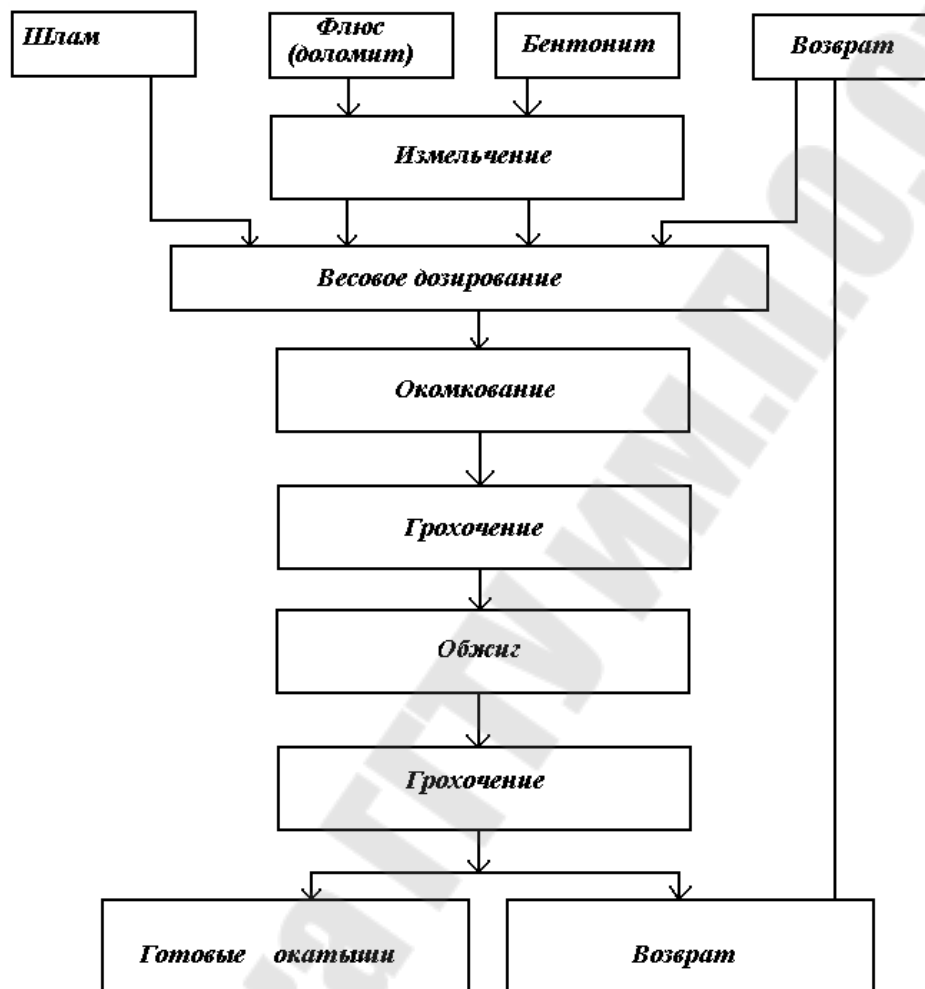 Шлам
Флюс
(доломит)
Бентонит
Возврат
Измельчение
Весовое дозирование
Окомкование
Грохочение
Обжиг
Грохочение
Готовые окатыши
Возврат